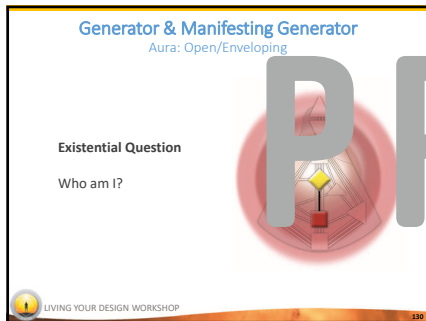 Generator & Manifesting Generator
Aura: Open/Enveloping
P
Existential Question
Who am I?
LIVING YOUR DESIGN WORKSHOP
130